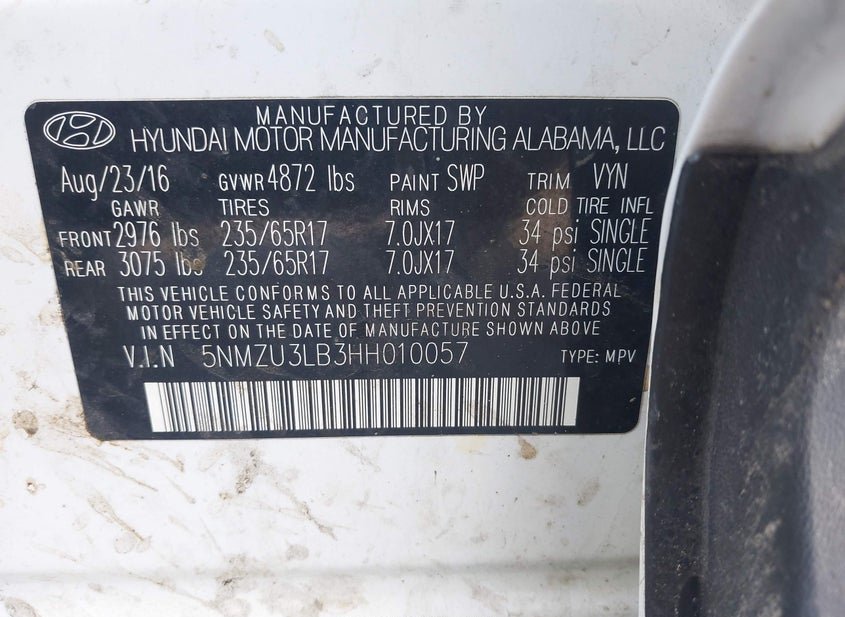 MANUFACTURED BY
HYUNDAI MOTOR MANUFACTURING ALABAMA, LLC
Aug/23/16 GVWR 4872 lbs PAINT SWP TRIM VYN
GAWR TIRES RIMS COLD TIRE INFL
FRONT 2976 lbs 235/65R17 7.0JX17 34 psi SINGLE
REAR 3075 lbs 235/65R17 7.0JX17 34 psi SINGLE
THIS VEHICLE CONFORMS TO ALL APPLICABLE U.S.A. FEDERAL
MOTOR VEHICLE SAFETY AND THEFT PREVENTION STANDARDS
IN EFFECT ON THE DATE OF MANUFACTURE SHOWN ABOVE
V.I.N 5NMZU3LB3HH010057 TYPE: MPV